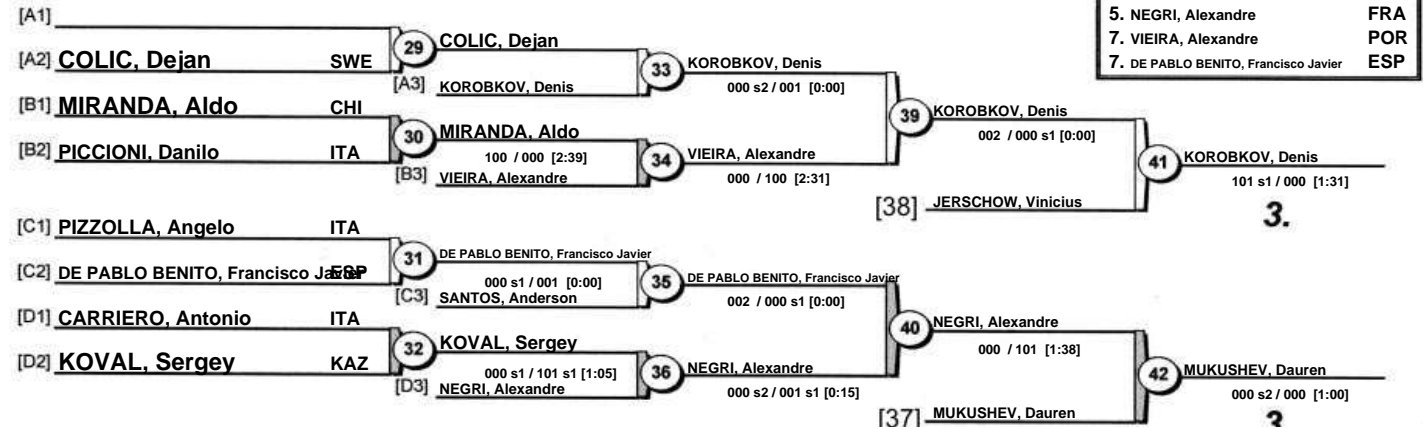 5. NEGRI, Alexandre FRA
7. VIEIRA, Alexandre POR
7. DE PABLO BENITO, Francisco Javier ESP
[A1]
[A2] COLIC, Dejan SWE
29
COLIC, Dejan
[A3] KOROBKOV, Denis
33
KOROBKOV, Denis
000 s2 / 001 [0:00]
[B1] MIRANDA, Aldo CHI
[B2] PICCIONI, Danilo ITA
30
MIRANDA, Aldo
100 / 000 [2:39]
[B3] VIEIRA, Alexandre
34
VIEIRA, Alexandre
000 / 100 [2:31]
39
KOROBKOV, Denis
002 / 000 s1 [0:00]
[38] JERSCHOW, Vinicius
41
KOROBKOV, Denis
101 s1 / 000 [1:31]
3.
[C1] PIZZOLLA, Angelo ITA
[C2] DE PABLO BENITO, Francisco Javier ESP
31
DE PABLO BENITO, Francisco Javier
000 s1 / 001 [0:00]
[C3] SANTOS, Anderson
35
DE PABLO BENITO, Francisco Javier
002 / 000 s1 [0:00]
[D1] CARRIERO, Antonio ITA
[D2] KOVAL, Sergey KAZ
32
KOVAL, Sergey
000 s1 / 101 s1 [1:05]
[D3] NEGRI, Alexandre
36
NEGRI, Alexandre
000 s2 / 001 s1 [0:15]
40
NEGRI, Alexandre
000 / 101 [1:38]
[37] MUKUSHEV, Dauren
42
MUKUSHEV, Dauren
000 s2 / 000 [1:00]
3.